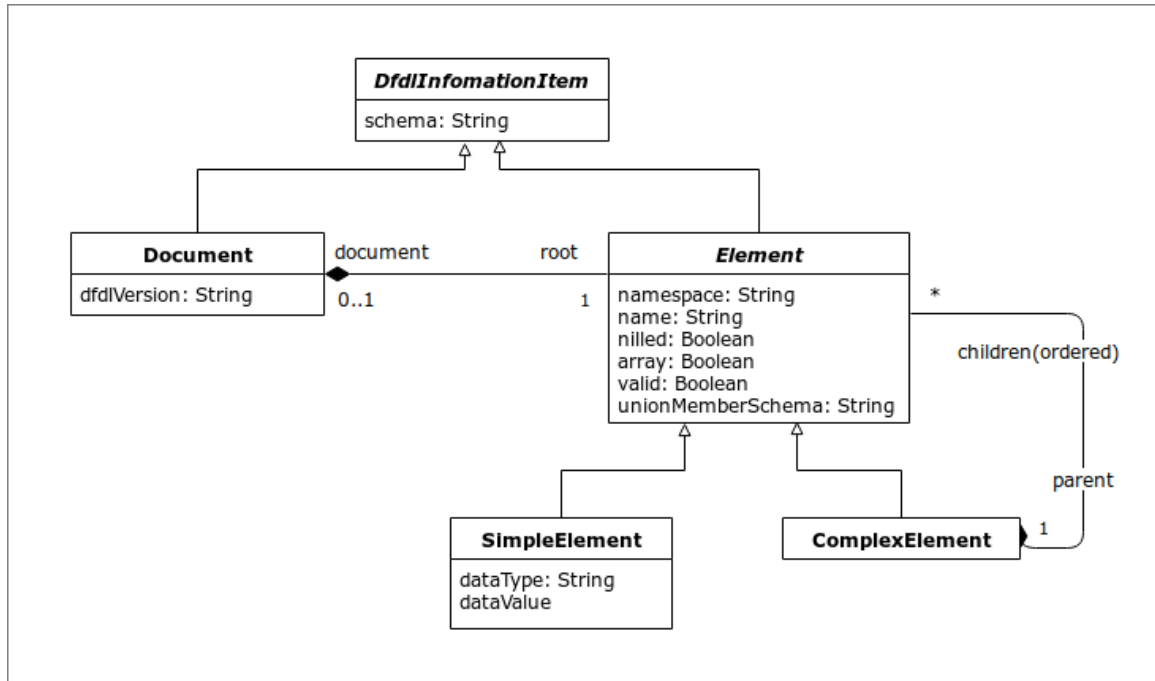 DfdlInfomationItem
schema: String
Document
dfdlVersion: String
document
root
0..1
1
Element
namespace: String
name: String
nilled: Boolean
array: Boolean
valid: Boolean
unionMemberSchema: String
*
children(ordered)
parent
1
SimpleElement
dataType: String
dataValue
ComplexElement